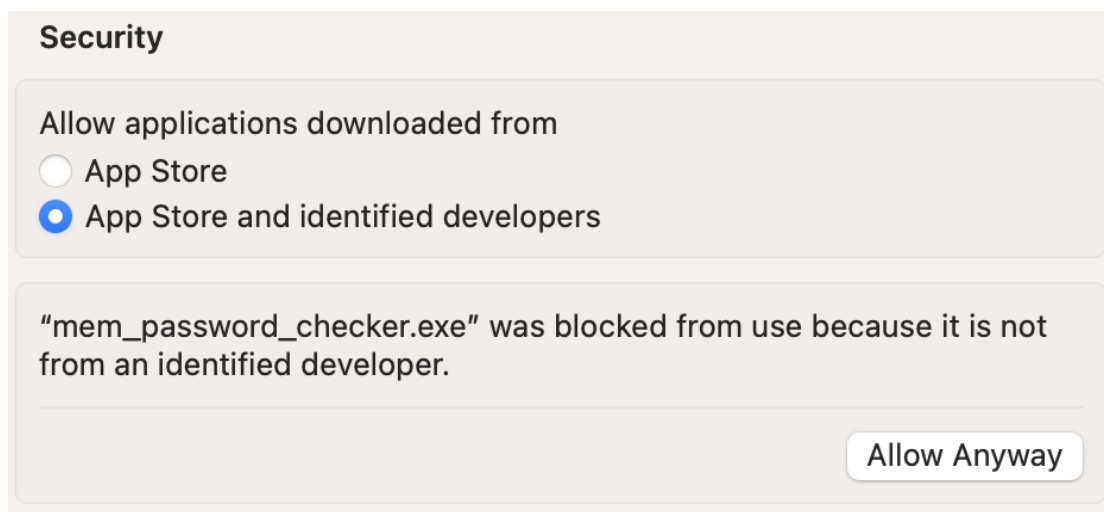 Security
Allow applications downloaded from
App Store
App Store and identified developers
“mem_password_checker.exe” was blocked from use because it is not
from an identified developer.
Allow Anyway